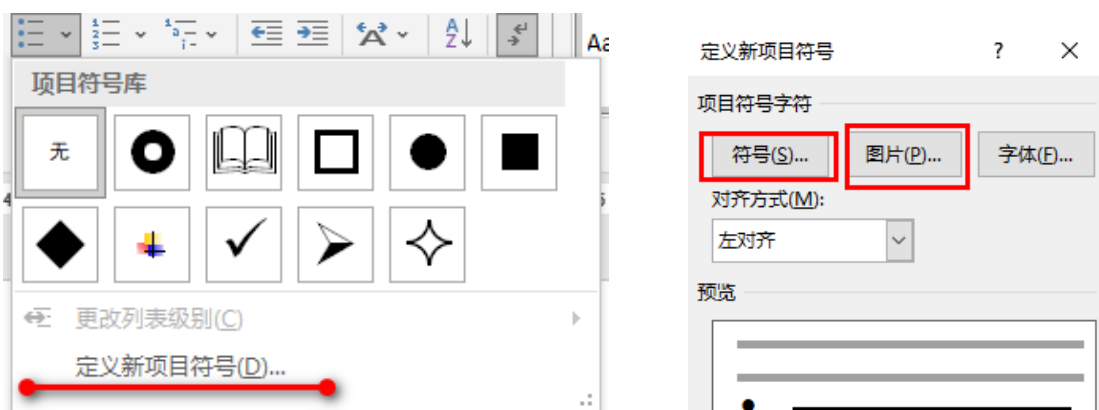 Aa
项目符号库
无
更改列表级别(C)
定义新项目符号(D)...
定义新项目符号
?
项目符号字符
符号(S)...
图片(P)...
字体(F)...
对齐方式(M):
左对齐
预览